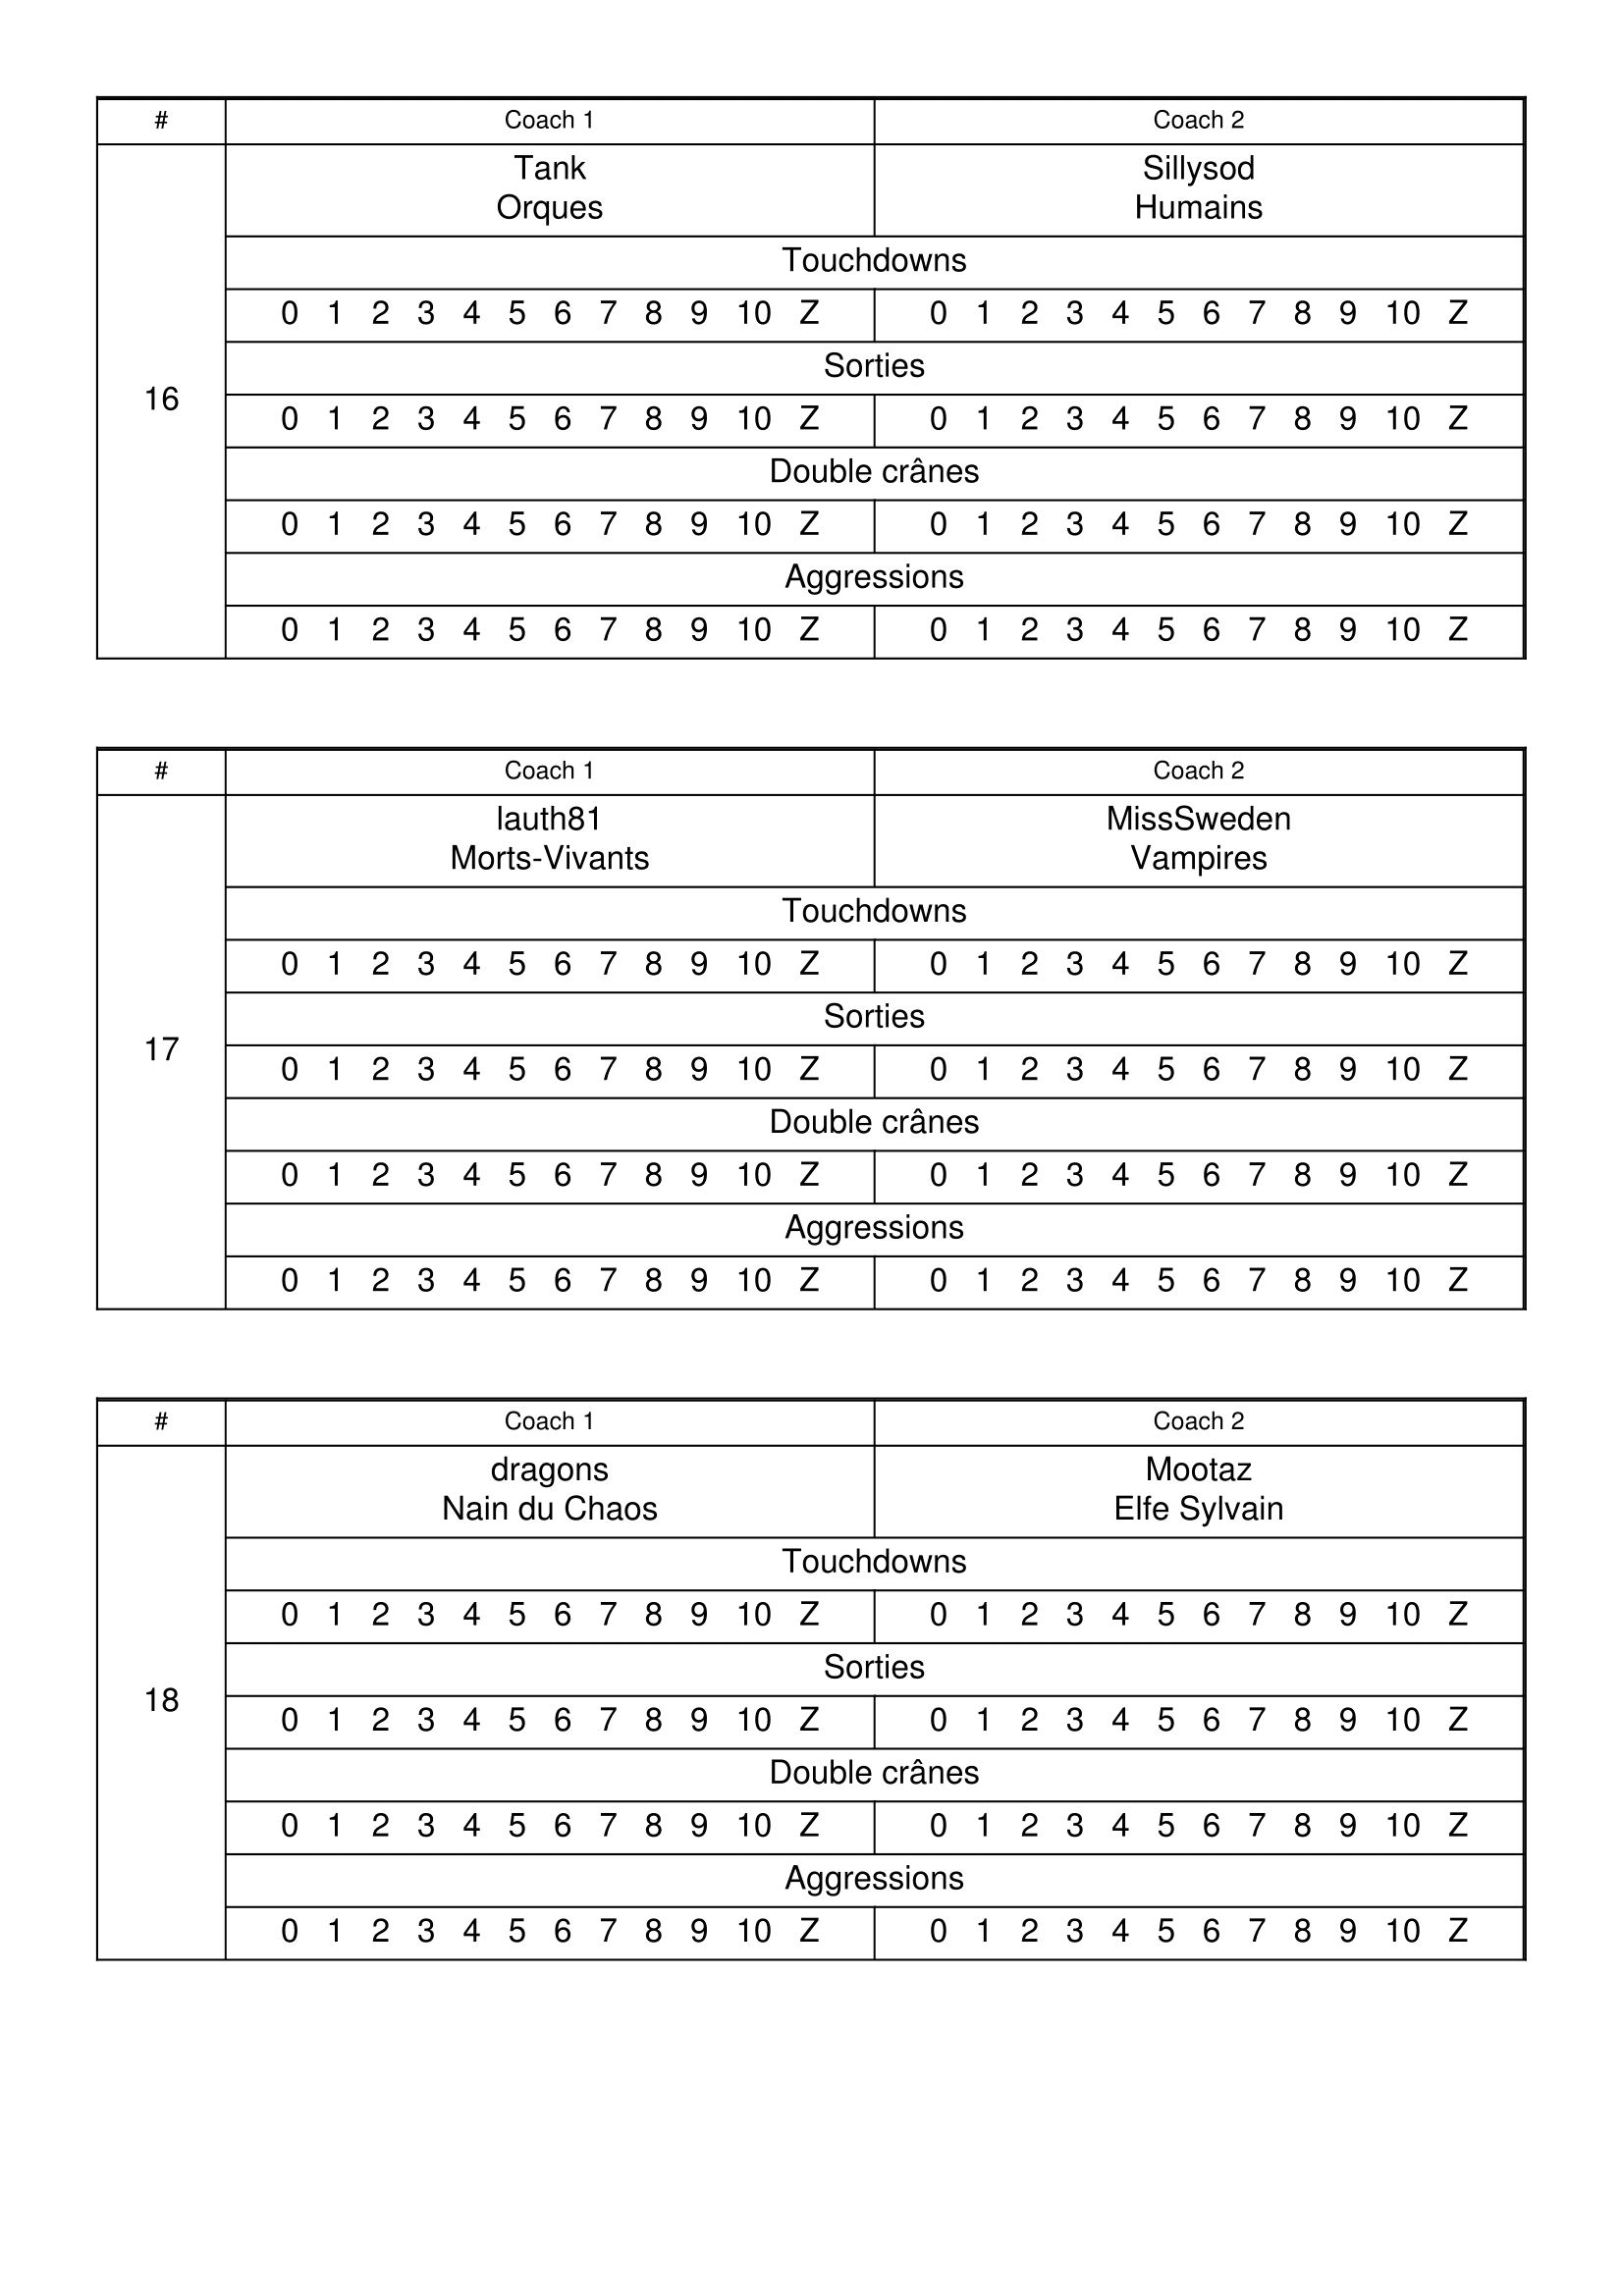 # Coach 1 Coach 2
Tank Sillysod
Orques Humains
Touchdowns
0 1 2 3 4 5 6 7 8 9 10 Z 0 1 2 3 4 5 6 7 8 9 10 Z
Sorties
16
0 1 2 3 4 5 6 7 8 9 10 Z 0 1 2 3 4 5 6 7 8 9 10 Z
Double crânes
0 1 2 3 4 5 6 7 8 9 10 Z 0 1 2 3 4 5 6 7 8 9 10 Z
Aggressions
0 1 2 3 4 5 6 7 8 9 10 Z 0 1 2 3 4 5 6 7 8 9 10 Z
# Coach 1 Coach 2
lauth81 MissSweden
Morts-Vivants Vampires
Touchdowns
0 1 2 3 4 5 6 7 8 9 10 Z 0 1 2 3 4 5 6 7 8 9 10 Z
Sorties
17
0 1 2 3 4 5 6 7 8 9 10 Z 0 1 2 3 4 5 6 7 8 9 10 Z
Double crânes
0 1 2 3 4 5 6 7 8 9 10 Z 0 1 2 3 4 5 6 7 8 9 10 Z
Aggressions
0 1 2 3 4 5 6 7 8 9 10 Z 0 1 2 3 4 5 6 7 8 9 10 Z
# Coach 1 Coach 2
dragons Mootaz
Nain du Chaos Elfe Sylvain
Touchdowns
0 1 2 3 4 5 6 7 8 9 10 Z 0 1 2 3 4 5 6 7 8 9 10 Z
Sorties
18
0 1 2 3 4 5 6 7 8 9 10 Z 0 1 2 3 4 5 6 7 8 9 10 Z
Double crânes
0 1 2 3 4 5 6 7 8 9 10 Z 0 1 2 3 4 5 6 7 8 9 10 Z
Aggressions
0 1 2 3 4 5 6 7 8 9 10 Z 0 1 2 3 4 5 6 7 8 9 10 Z